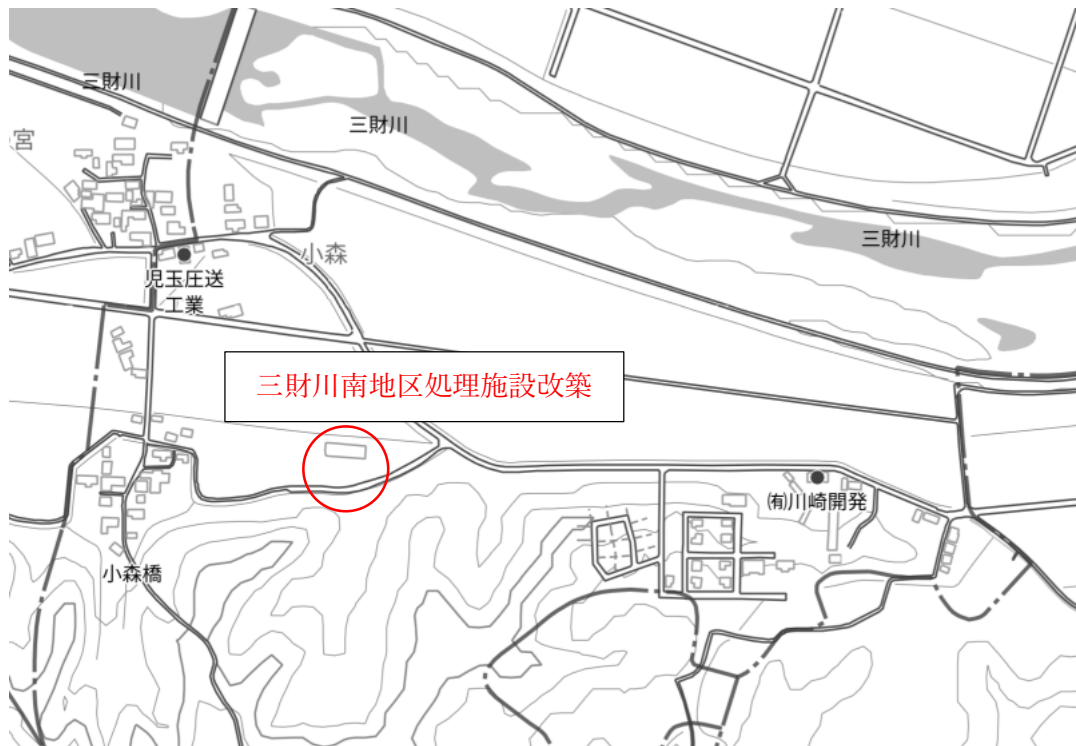 三財川
三財川
宮
三財川
小森
児玉圧送
工業
三財川南地区処理施設改築
㈲川崎開発
小森橋